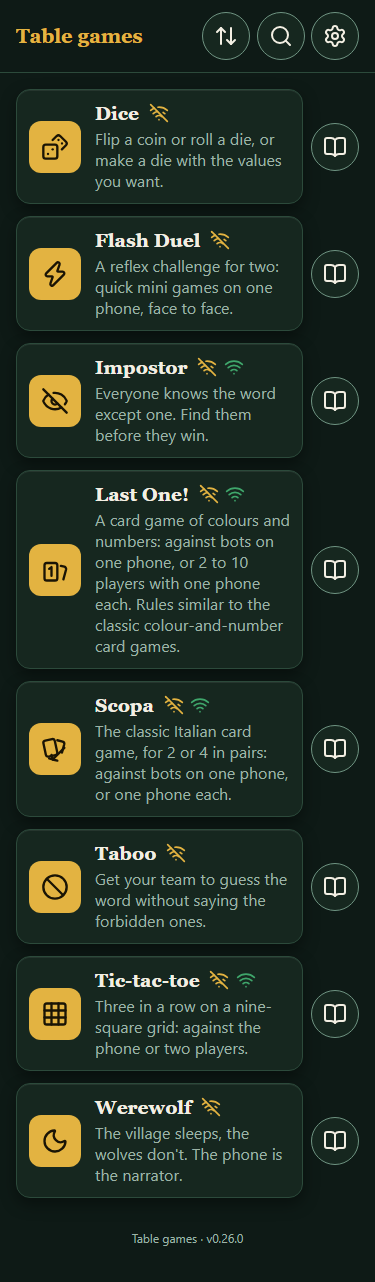 Table games
Dice
Flip a coin or roll a die, or
make a die with the values
you want.
Flash Duel
A reflex challenge for two:
quick mini games on one
phone, face to face.
Impostor
Everyone knows the word
except one. Find them
before they win.
Last One!
A card game of colours and
numbers: against bots on
one phone, or 2 to 10
players with one phone
each. Rules similar to the
classic colour-and-number
card games.
Scopa
The classic Italian card
game, for 2 or 4 in pairs:
against bots on one phone,
or one phone each.
Taboo
Get your team to guess the
word without saying the
forbidden ones.
Tic-tac-toe
Three in a row on a nine-
square grid: against the
phone or two players.
Werewolf
The village sleeps, the
wolves don't. The phone is
the narrator.
Table games · v0.26.0